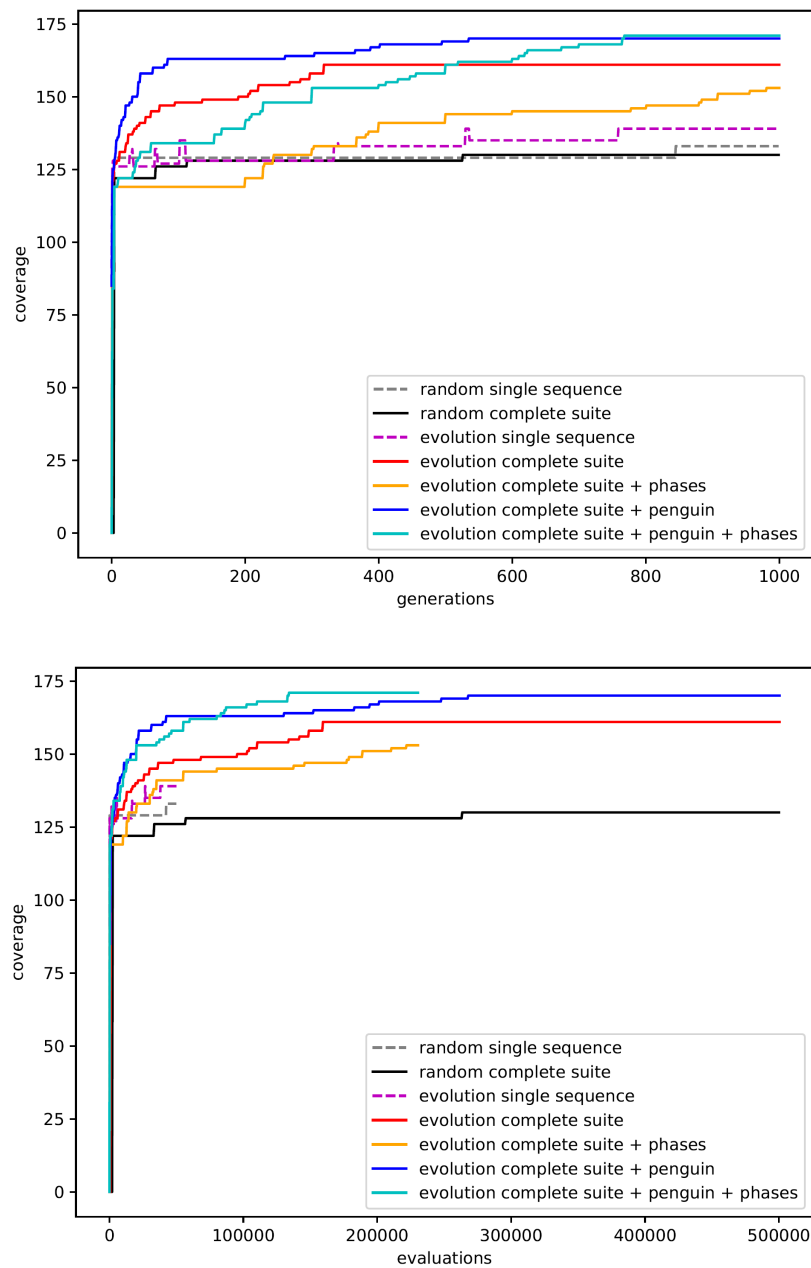 175
150
125
100
75
50
25
0
coverage
random single sequence
random complete suite
evolution single sequence
evolution complete suite
evolution complete suite + phases
evolution complete suite + penguin
evolution complete suite + penguin + phases
0 200 400 600 800 1000
generations
175
150
125
100
75
50
25
0
coverage
random single sequence
random complete suite
evolution single sequence
evolution complete suite
evolution complete suite + phases
evolution complete suite + penguin
evolution complete suite + penguin + phases
0 100000 200000 300000 400000 500000
evaluations